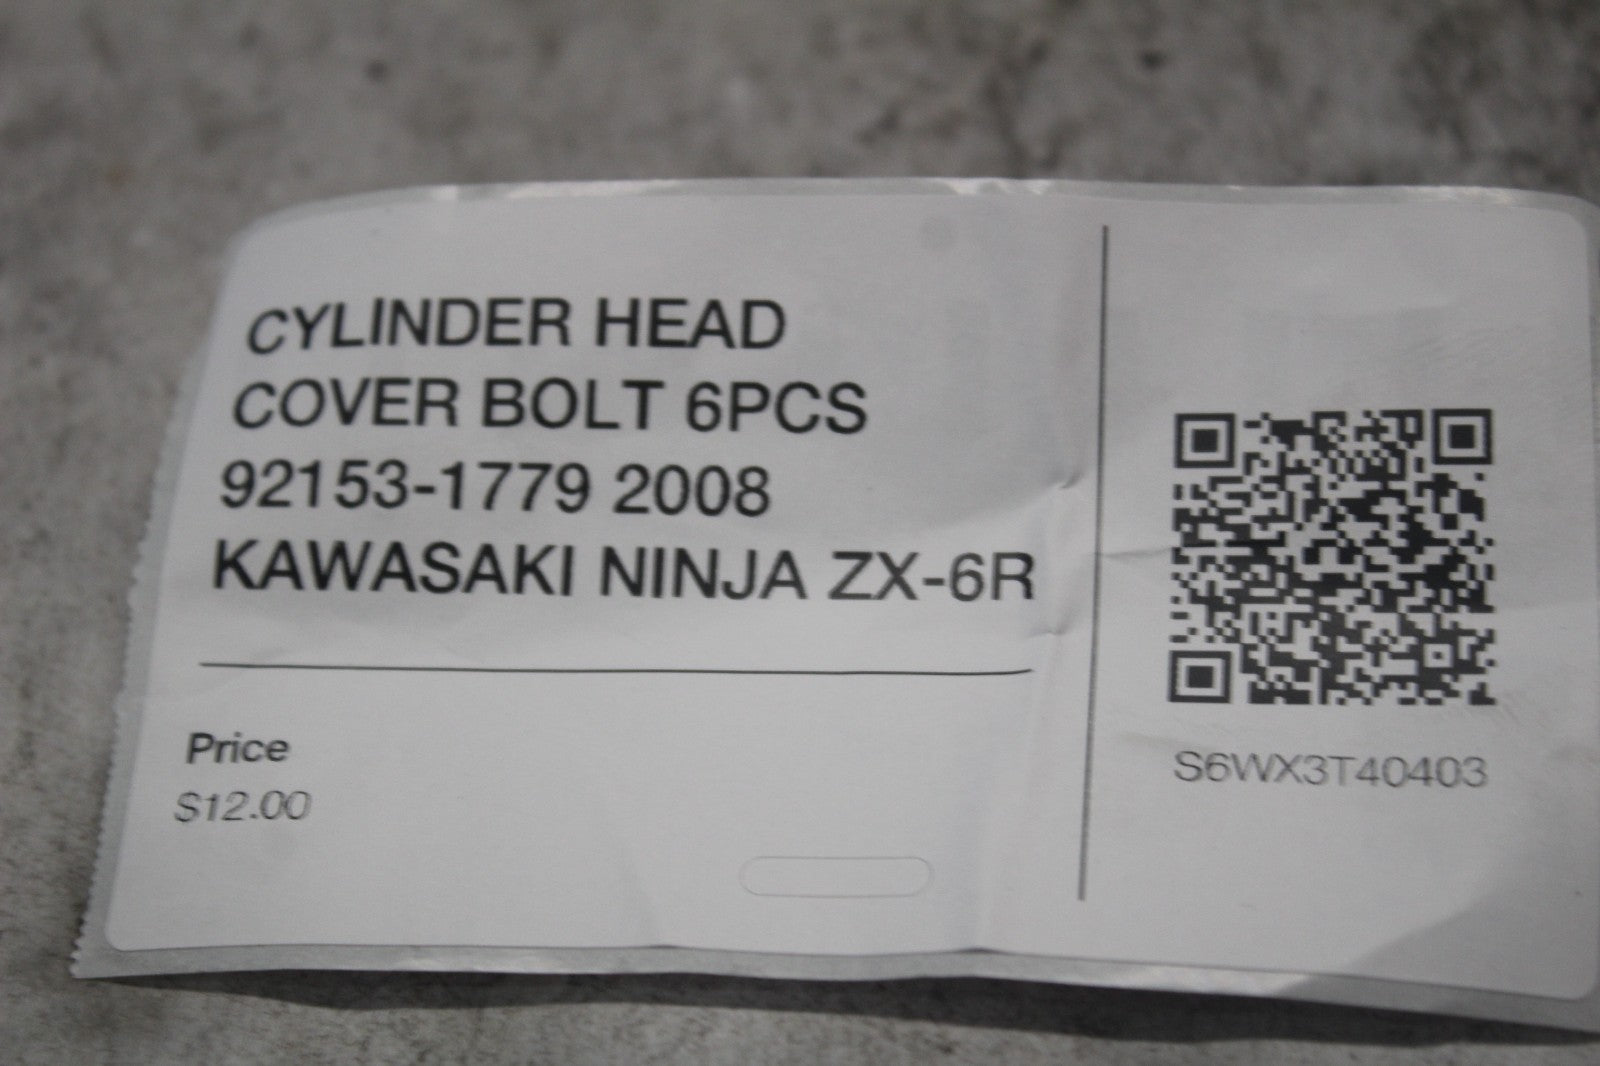 CYLINDER HEAD
COVER BOLT 6PCS
92153-1779 2008
KAWASAKI NINJA ZX-6R
Price
$12.00
S6WX3T40403